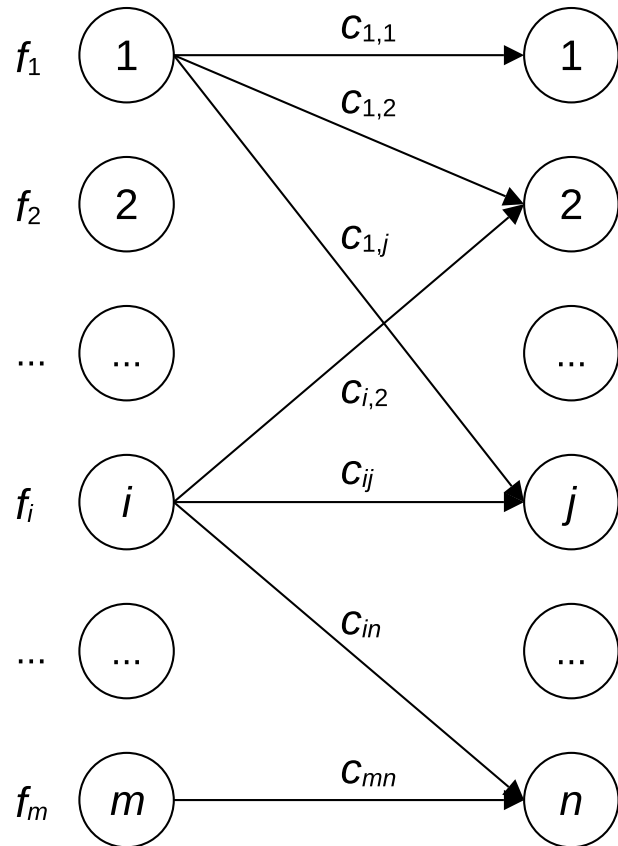 f1 1 c1,1 1
c1,2
f2 2 2
c1,j
... ... ...
ci,2
cij
fi i j
cin
... ... ...
cmn
fm m n